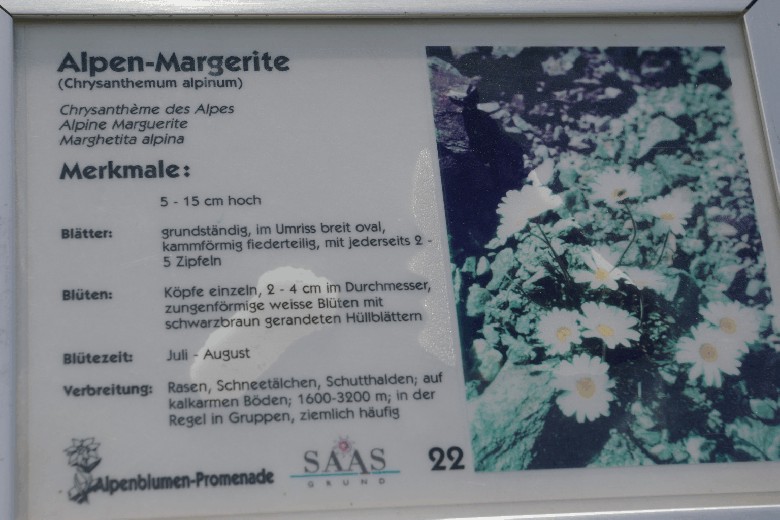 Alpen-Margerite
(Chrysanthemum alpinum)
Chrysanthème des Alpes
Alpine Marguerite
Marghetita alpina
Merkmale:
5 - 15 cm hoch
Blätter: grundständig, im Umriss breit oval,
kammförmig fiederteilig, mit jederseits 2 -
5 Zipfeln
Blüten: Köpfe einzeln, 2 - 4 cm im Durchmesser,
zungenförmige weisse Blüten mit
schwarzbraun gerandeten Hüllblättern
Blütezeit: Juli - August
Verbreitung: Rasen, Schneetälchen, Schutthalden; auf
kalkarmen Böden; 1600-3200 m; in der
Regel in Gruppen, ziemlich häufig
Alpenblumen-Promenade
SAAS
GRUND
22